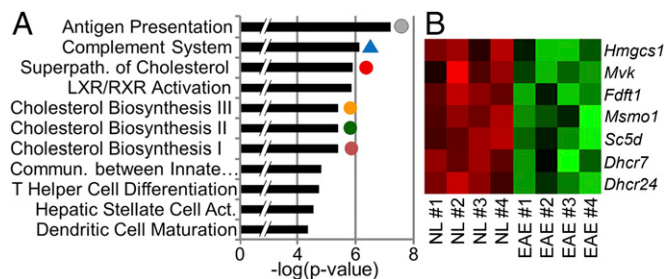 A
Antigen Presentation
Complement System
Superpath. of Cholesterol
LXR/RXR Activation
Cholesterol Biosynthesis III
Cholesterol Biosynthesis II
Cholesterol Biosynthesis I
Commun. between Innate...
T Helper Cell Differentiation
Hepatic Stellate Cell Act.
Dendritic Cell Maturation
0 4 6 8
-log(p-value)
B
Hmgcs1
Mvk
Fdft1
Msmo1
Sc5d
Dhcr7
Dhcr24
NL #1
NL #2
NL #3
NL #4
EAE #1
EAE #2
EAE #3
EAE #4